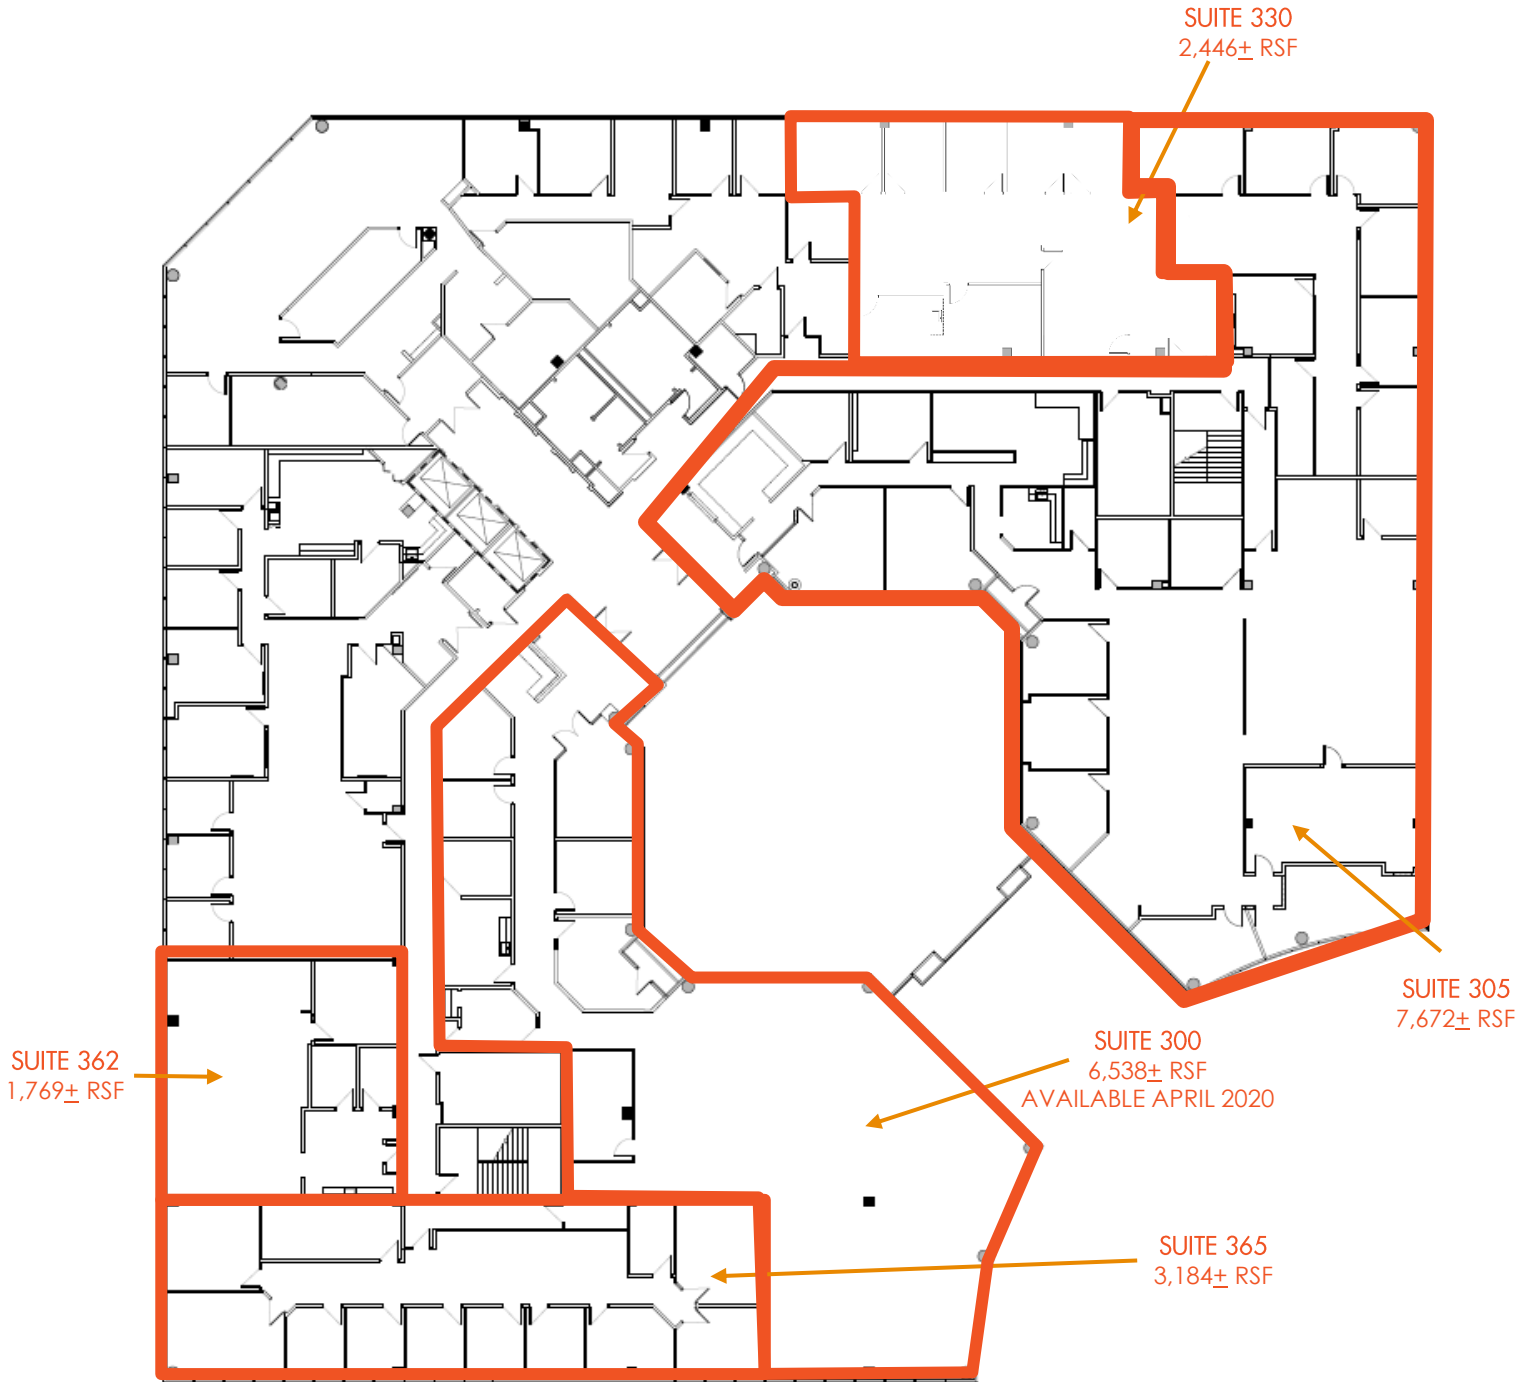 SUITE 330
2,446± RSF
SUITE 305
7,672± RSF
SUITE 300
6,538± RSF
AVAILABLE APRIL 2020
SUITE 362
1,769± RSF
SUITE 365
3,184± RSF